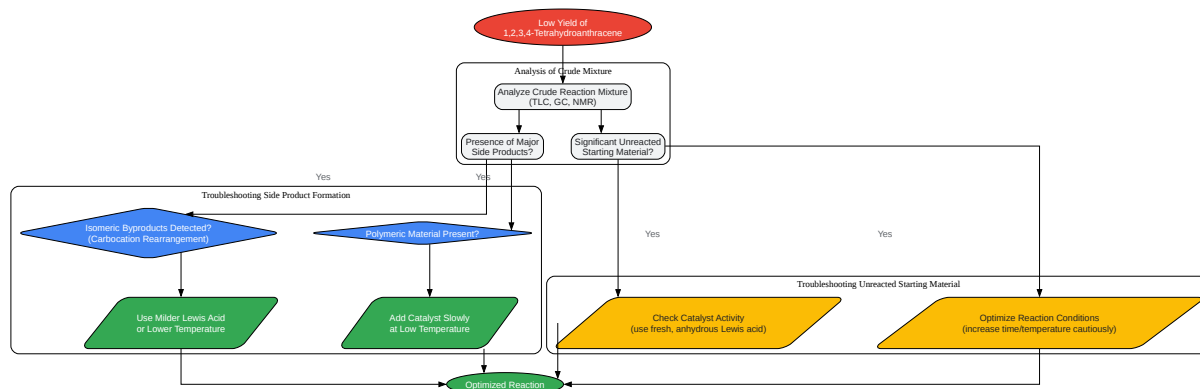 Low Yield of
1,2,3,4-Tetrahydroanthracene
Analysis of Crude Mixture
Analyze Crude Reaction Mixture
(TLC, GC, NMR)
Presence of Major
Side Products?
Significant Unreacted
Starting Material?
Yes
Yes
Troubleshooting Side Product Formation
Isomeric Byproducts Detected?
(Carbocation Rearrangement)
Polymeric Material Present?
Yes
Yes
Troubleshooting Unreacted Starting Material
Use Milder Lewis Acid
or Lower Temperature
Add Catalyst Slowly
at Low Temperature
Check Catalyst Activity
(use fresh, anhydrous Lewis acid)
Optimize Reaction Conditions
(increase time/temperature cautiously)
Optimized Reaction